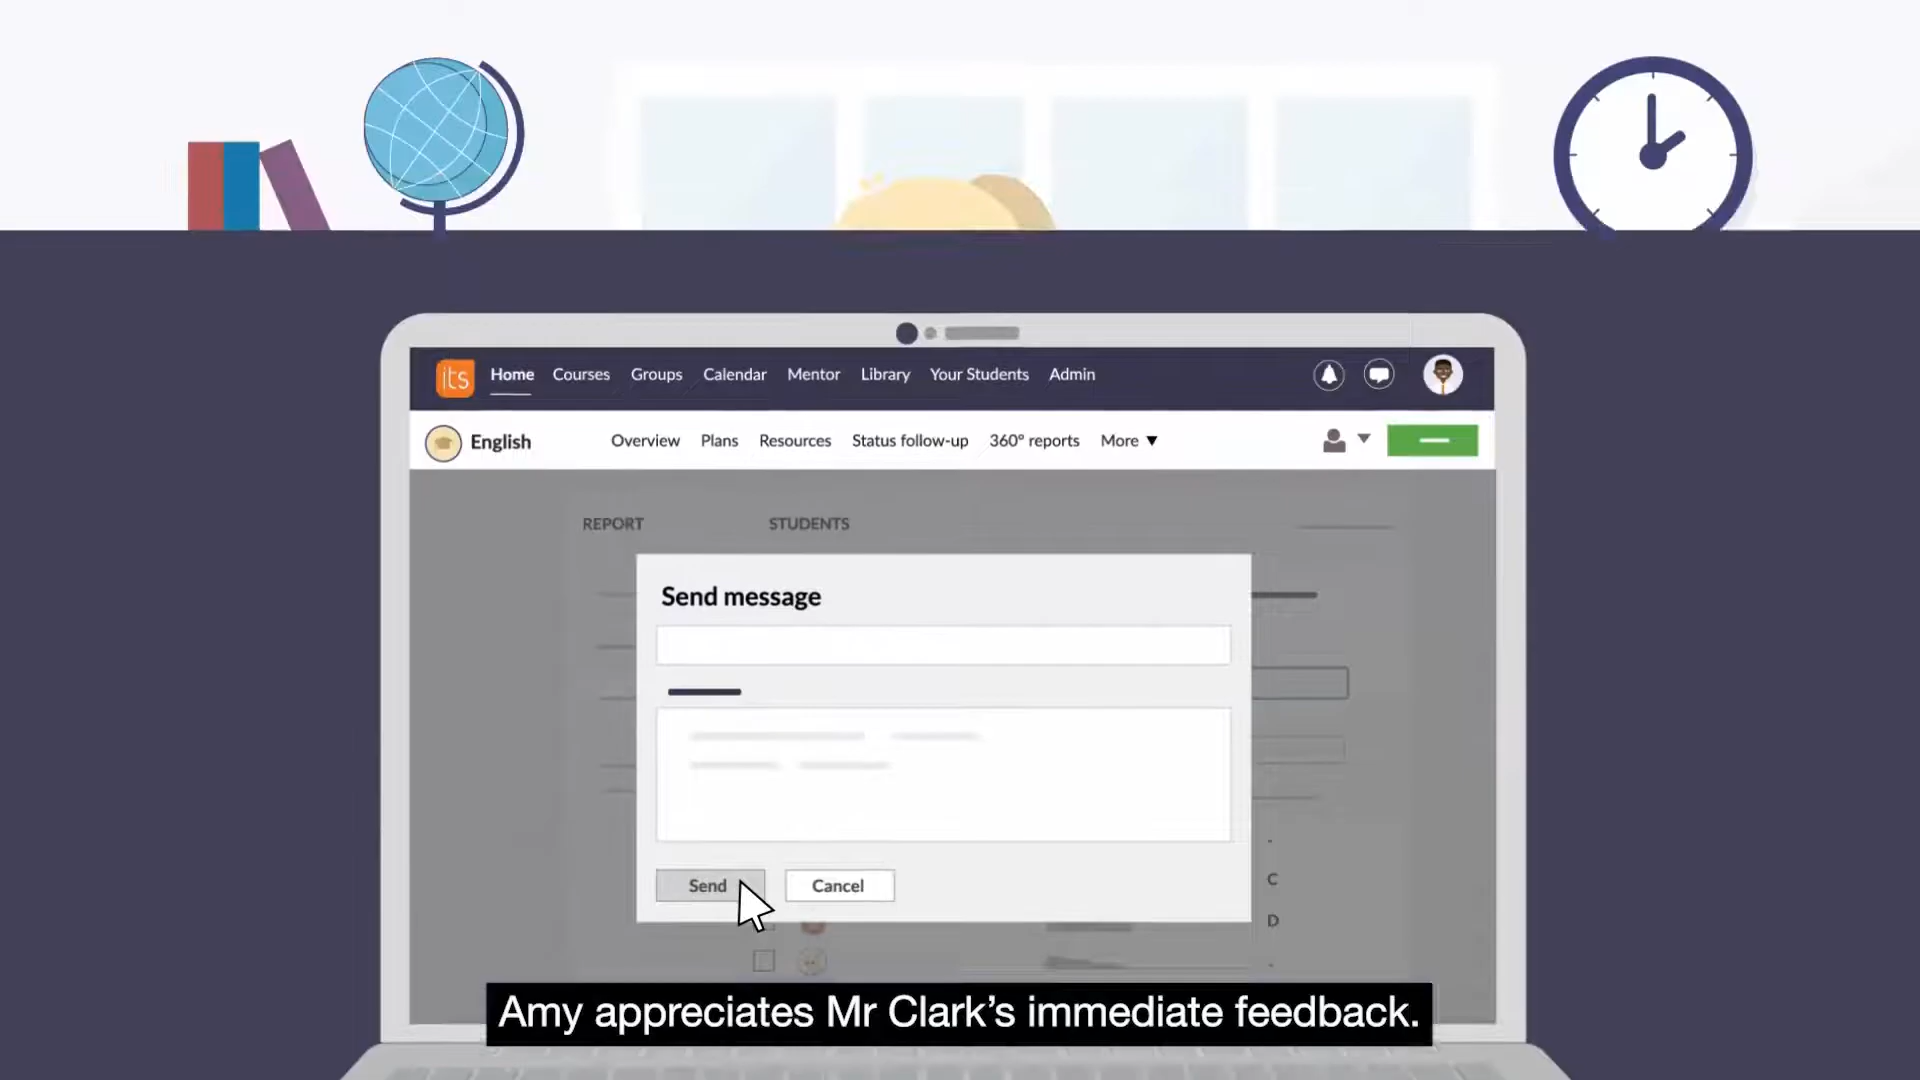 its Home Courses Groups Calendar Mentor Library Your Students Admin
English Overview Plans Resources Status follow-up 360° reports More
REPORT STUDENTS
Send message
Send Cancel
C
D
Amy appreciates Mr Clark's immediate feedback.